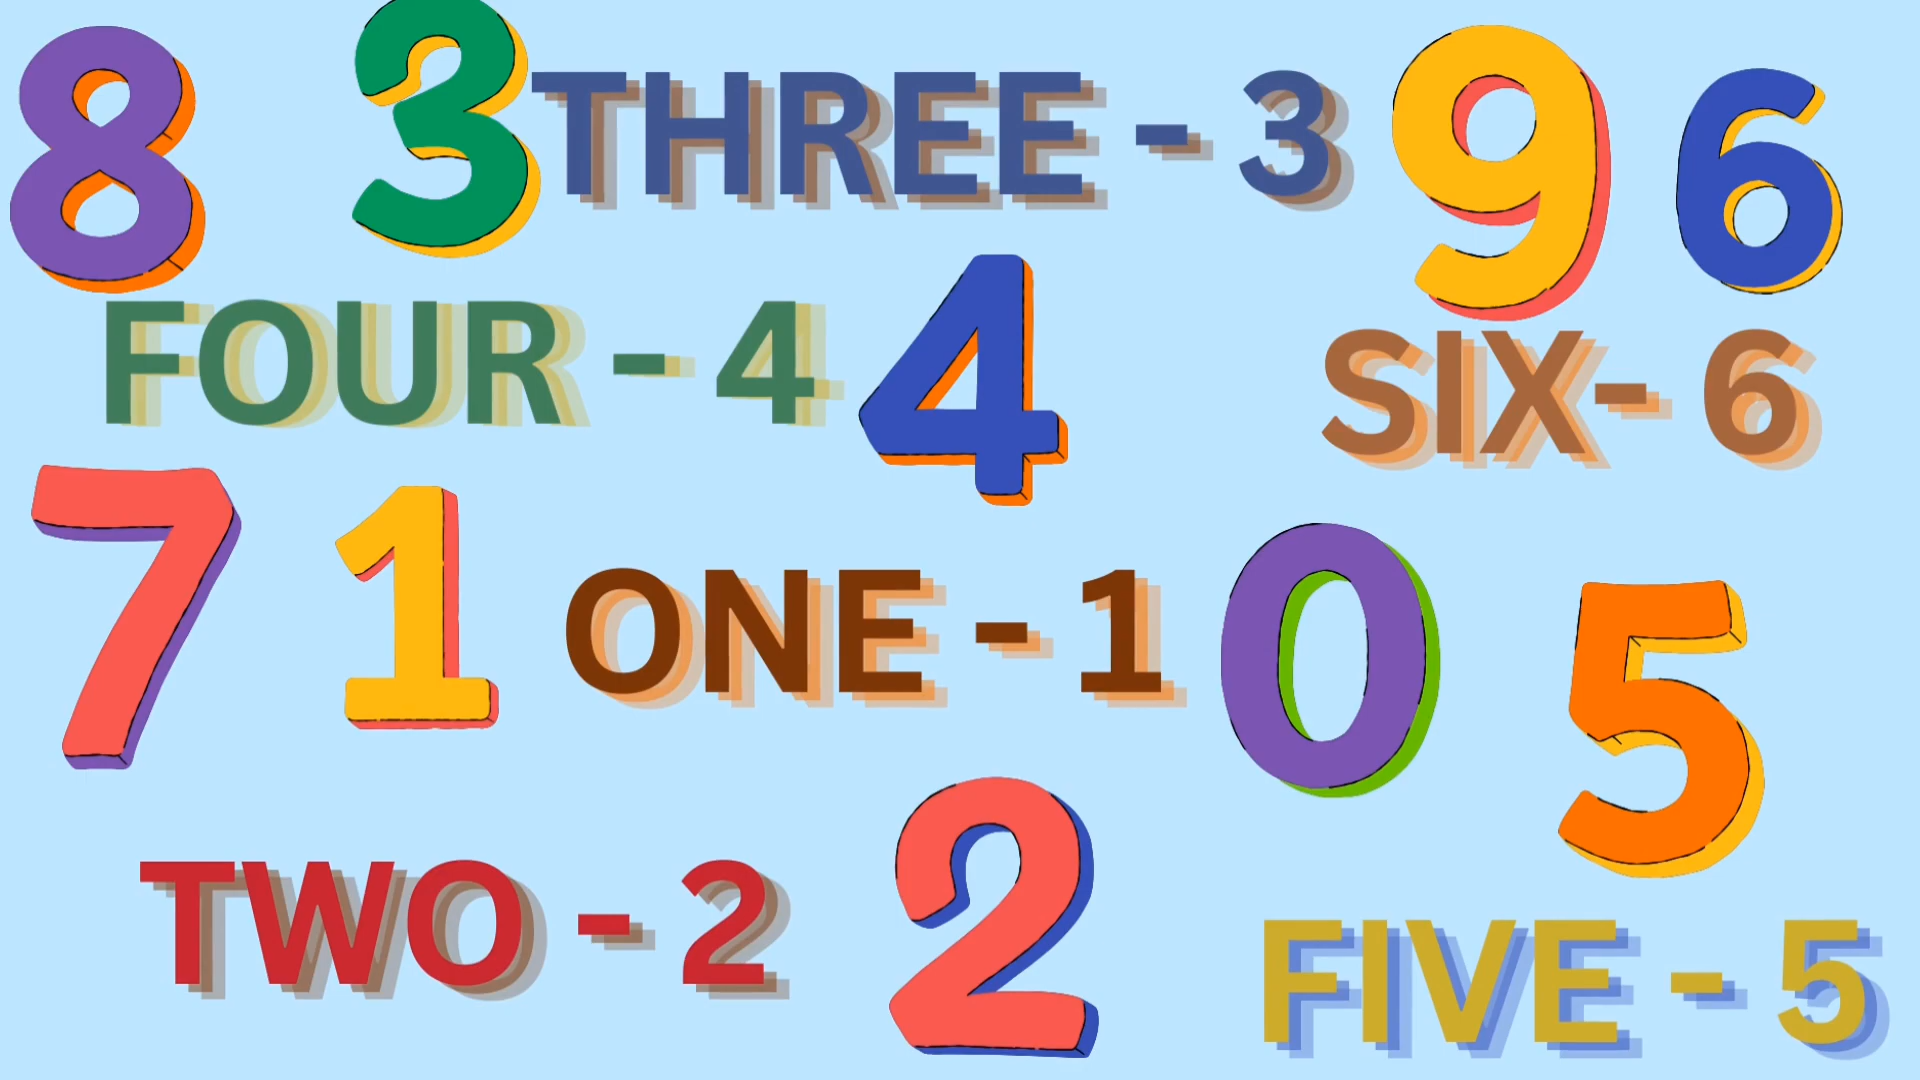 8 3 THREE - 3 9 6
FOUR - 4 4 SIX- 6
7 1 ONE - 1 0 5
TWO - 2 2 FIVE - 5